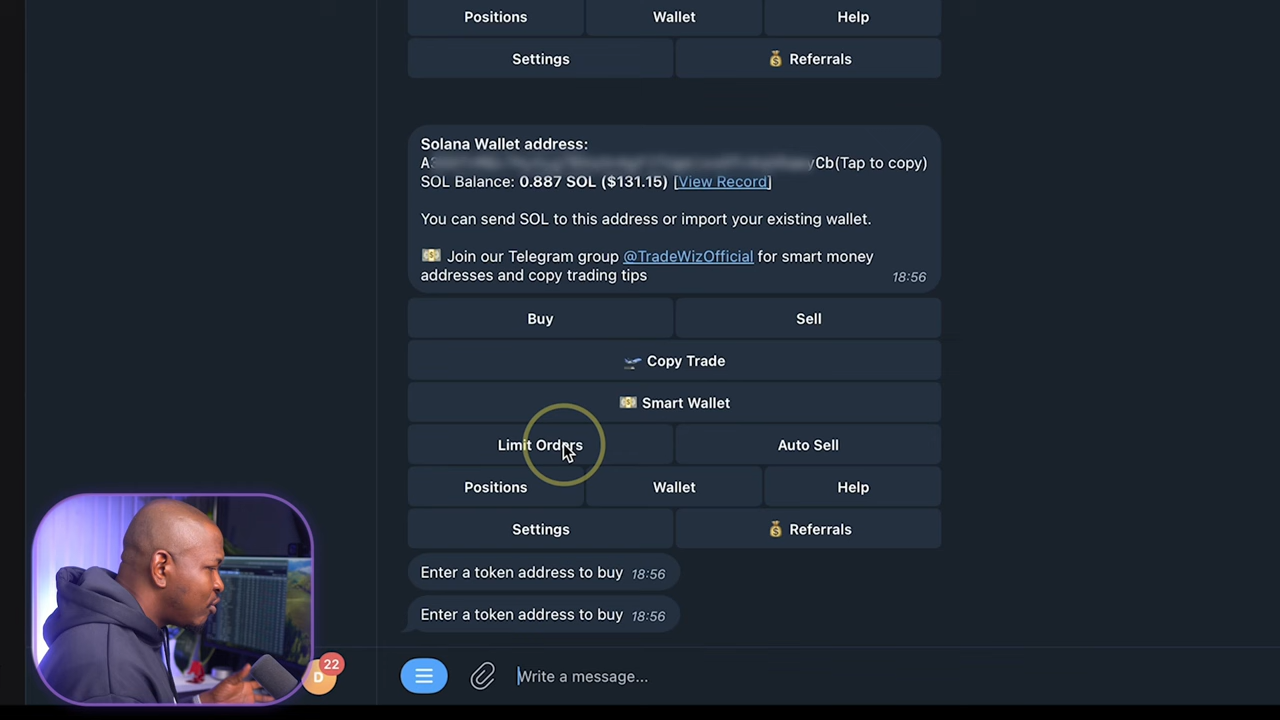 Positions Wallet Help
Settings 💰 Referrals
Solana Wallet address:
A Cb(Tap to copy)
SOL Balance: 0.887 SOL ($131.15) [View Record]
You can send SOL to this address or import your existing wallet.
💵 Join our Telegram group @TradeWizOfficial for smart money
addresses and copy trading tips 18:56
Buy Sell
🛫 Copy Trade
💵 Smart Wallet
Limit Orders Auto Sell
Positions Wallet Help
Settings 💰 Referrals
Enter a token address to buy 18:56
Enter a token address to buy 18:56
22
D
Write a message...